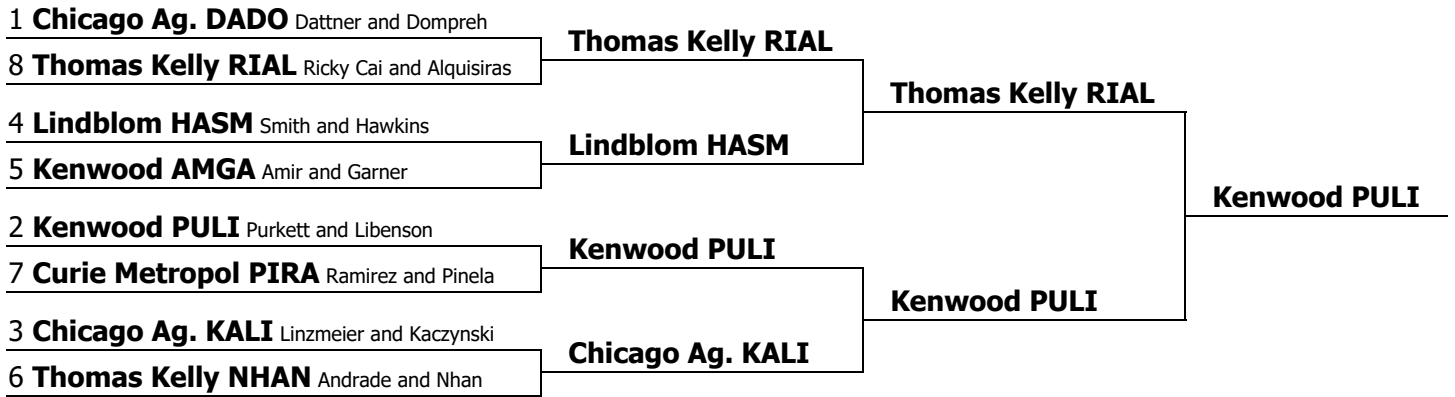 1 Chicago Ag. DADO Dattner and Dompreh
8 Thomas Kelly RIAL Ricky Cai and Alquisiras
4 Lindblom HASM Smith and Hawkins
5 Kenwood AMGA Amir and Garner
2 Kenwood PULI Purkett and Libenson
7 Curie Metropol PIRA Ramirez and Pinela
3 Chicago Ag. KALI Linzmeier and Kaczynski
6 Thomas Kelly NHAN Andrade and Nhan
Thomas Kelly RIAL
Lindblom HASM
Kenwood PULI
Chicago Ag. KALI
Thomas Kelly RIAL
Kenwood PULI
Kenwood PULI